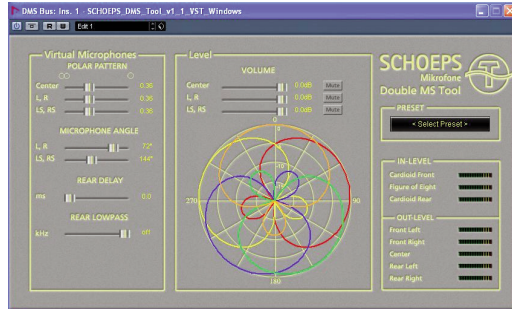 DMS Bus: Ins. 1 - SCHOEPS_DMS_Tool_v1_1_VST_Windows
R
Edit 1
Virtual Microphones
POLAR PATTERN
Center 0.36
L, R 0.36
LS, RS 0.36
MICROPHONE ANGLE
L, R 72°
LS, RS 144°
REAR DELAY
ms 0.0
REAR LOWPASS
kHz off
Level
VOLUME
Center 0.0dB Mute
L, R 0.0dB Mute
LS, RS 0.0dB Mute
0
270
90
180
SCHOEPS
Mikrofone
Double MS Tool
PRESET
< Select Preset >
IN-LEVEL
Cardioid Front
Figure of Eight
Cardioid Rear
OUT-LEVEL
Front Left
Front Right
Center
Rear Left
Rear Right